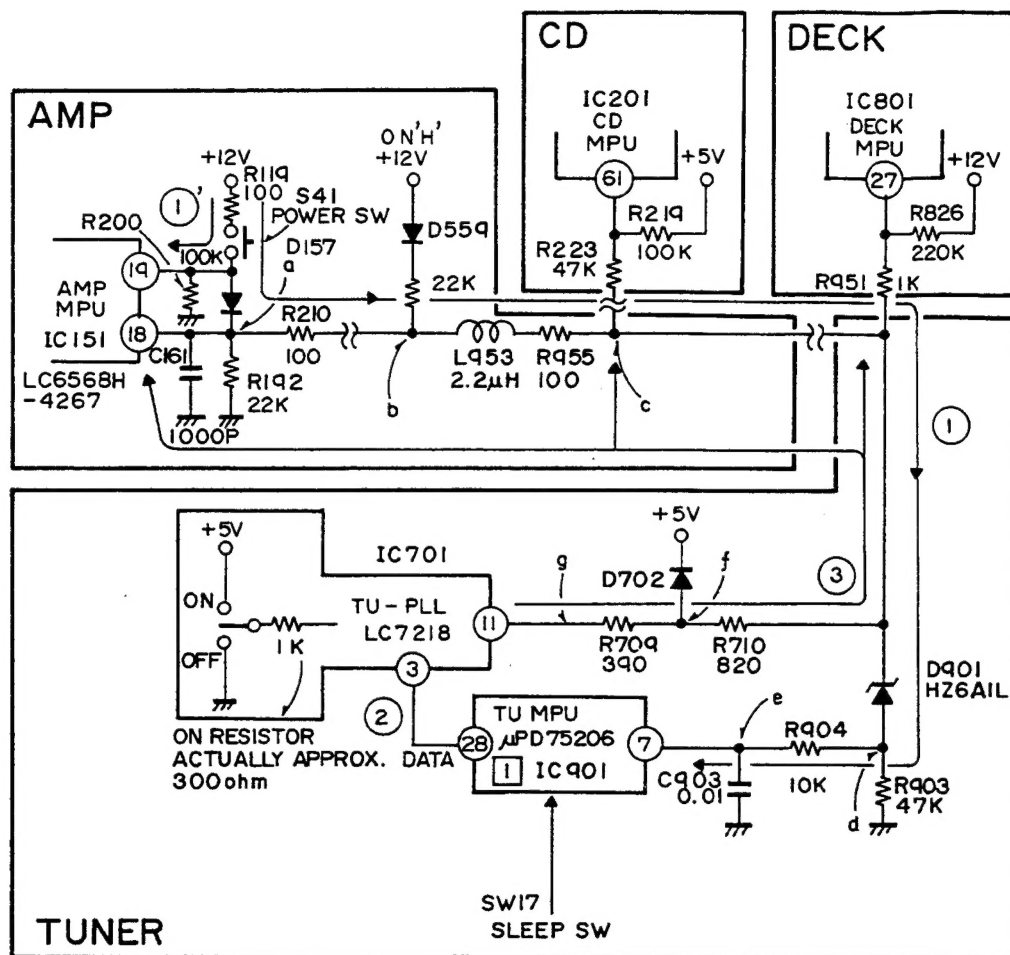 CD
DECK
AMP
IC201
CD
MPU
61
+5V
R219
100K
R223
47K
IC801
DECK
MPU
27
+12V
R826
220K
R951
1K
+12V
R119
100
S41
POWER SW
1'
R200
100K
19
D157
a
AMP
MPU
IC151
18
LC6568H
-4267
C161
1000P
R192
22K
R210
100
ON'H'
+12V
D559
22K
b
L953
2.2μH
R955
100
c
1
+5V
ON
OFF
1K
IC701
TU-PLL
LC7218
11
3
ON RESISTOR
ACTUALLY APPROX.
300ohm
2
DATA
g
R709
390
+5V
D702
f
R710
820
3
D901
HZ6A1L
28
TU MPU
μPD75206
1 IC901
7
e
C903
0.01
R904
10K
d
R903
47K
SW17
SLEEP SW
TUNER